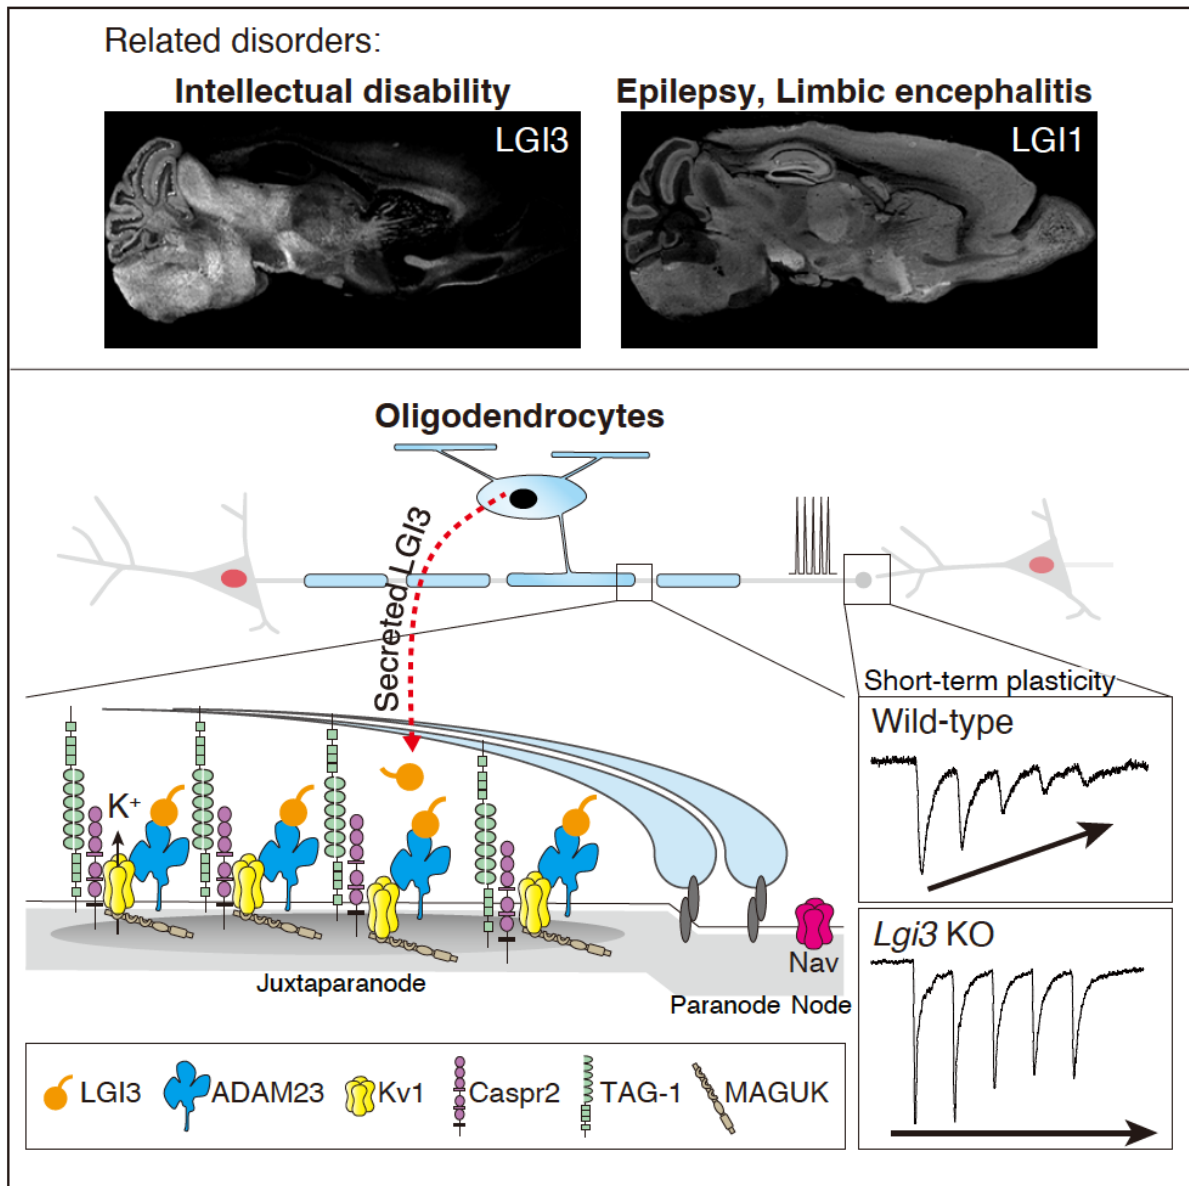 Related disorders:
Intellectual disability
Epilepsy, Limbic encephalitis
LGI3
LGI1
Oligodendrocytes
Secreted LGI3
Short-term plasticity
Wild-type
K+
Lgi3 KO
Nav
Juxtaparanode
Paranode
Node
LGI3
ADAM23
Kv1
Caspr2
TAG-1
MAGUK